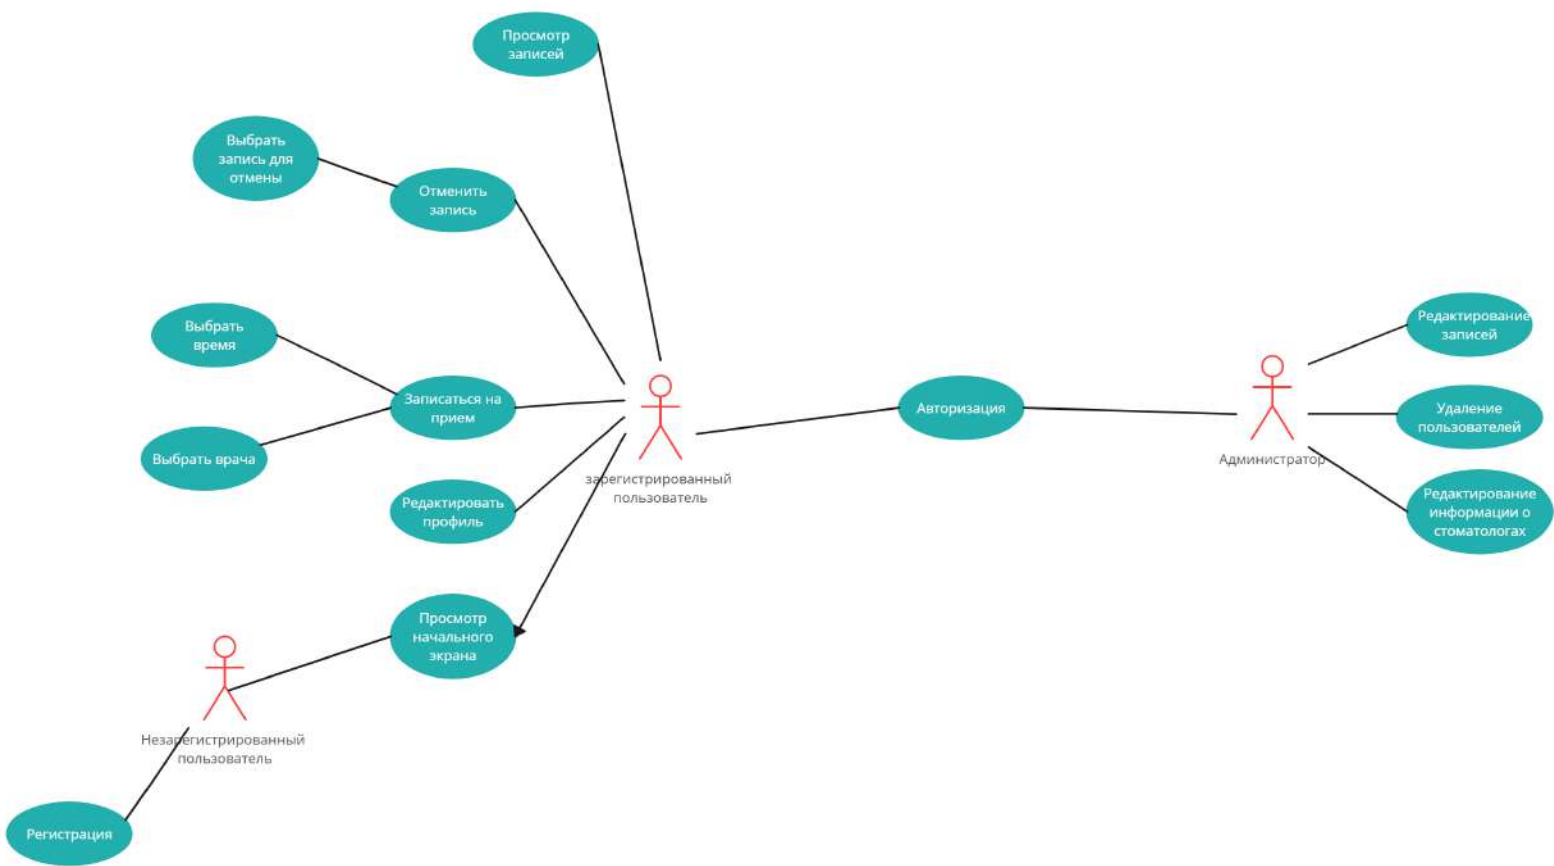 Просмотр
записей
Выбрать
запись для
отмены
Отменить
запись
Выбрать
время
Записаться на
прием
Выбрать врача
Редактировать
профиль
зарегистрированный
пользователь
Авторизация
Администратор
Редактирование
записей
Удаление
пользователей
Редактирование
информации о
стоматологах
Просмотр
начального
экрана
Незарегистрированный
пользователь
Регистрация